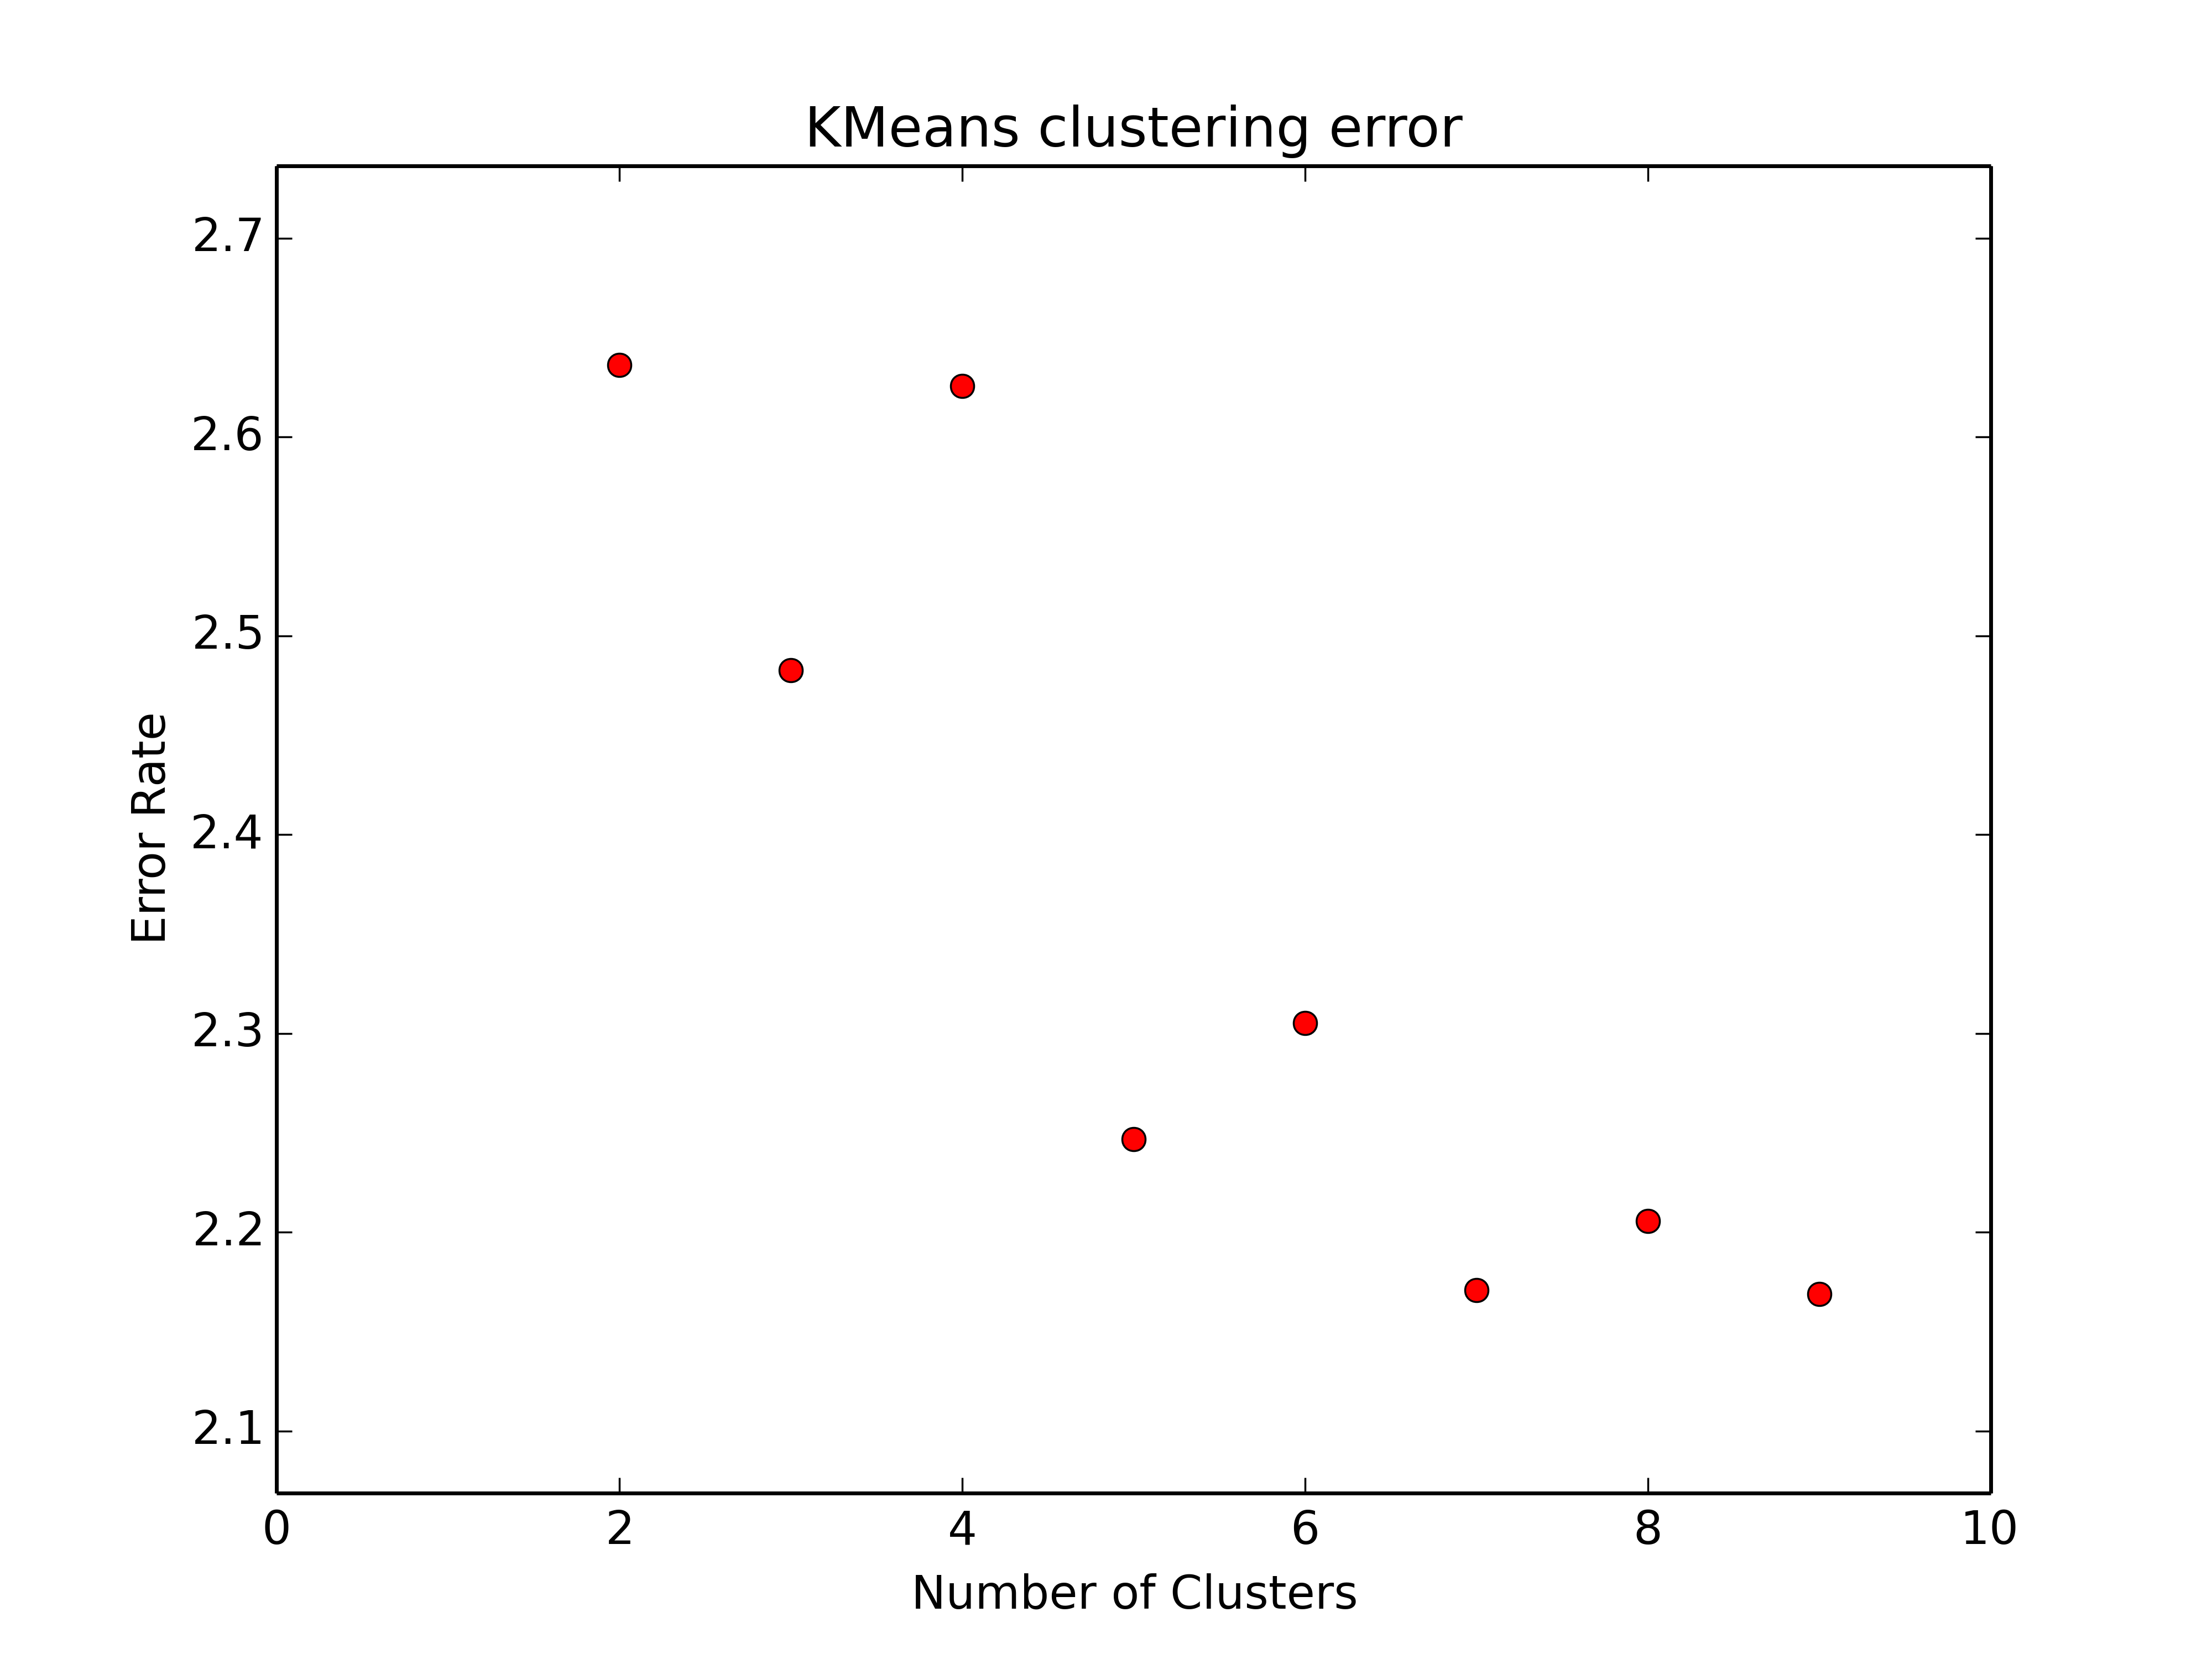 KMeans clustering error
2.7
2.6
2.5
2.4
2.3
2.2
2.1
Error Rate
0 2 4 6 8 10
Number of Clusters